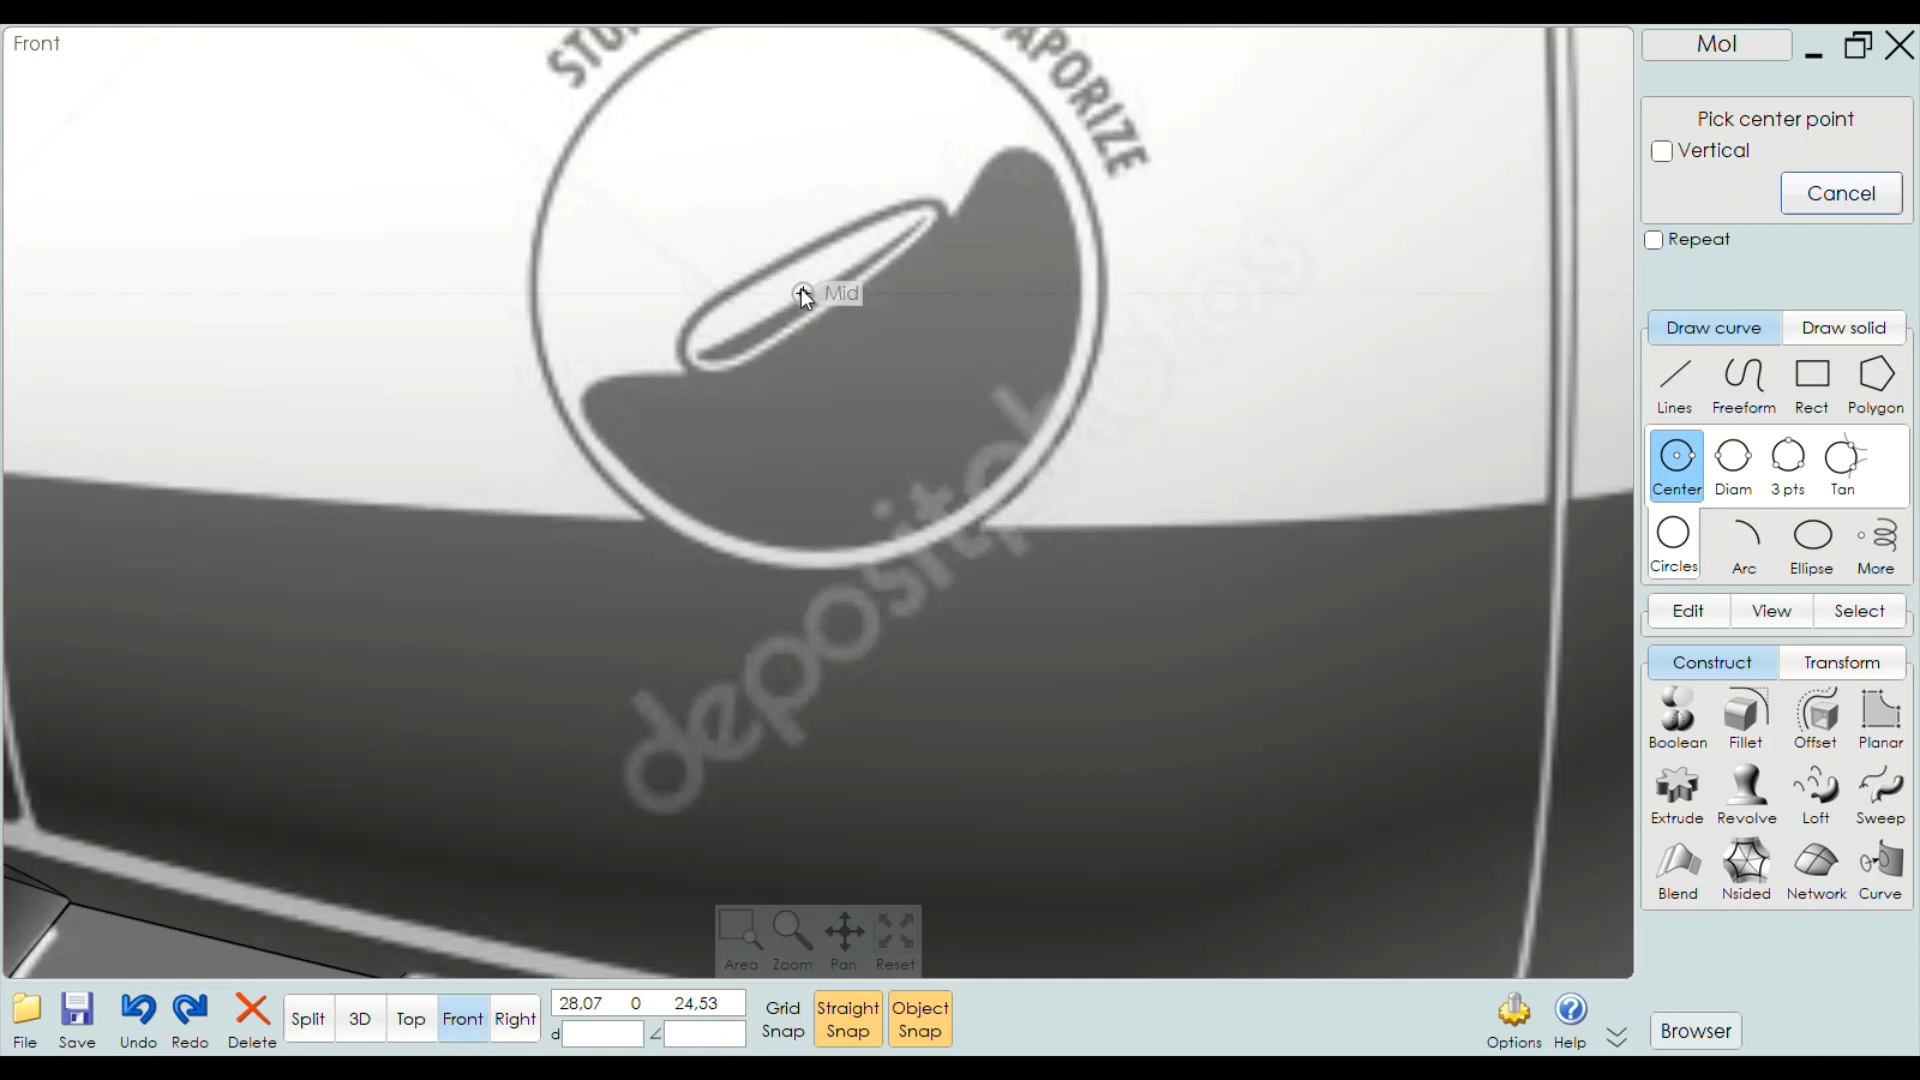 Front
MoI
VAPORIZE
Mid
depositphotos
Pick center point
Vertical
Cancel
Repeat
Draw curve Draw solid
Lines Freeform Rect Polygon
Center Diam 3 pts Tan
Circles Arc Ellipse More
Edit View Select
Construct Transform
Boolean Fillet Offset Planar
Extrude Revolve Loft Sweep
Blend Nsided Network Curve
Area Zoom Pan Reset
File Save Undo Redo Delete
Split 3D Top Front Right
28,07 0 24,53
d ∠
Grid Snap
Straight Snap
Object Snap
Options Help
Browser